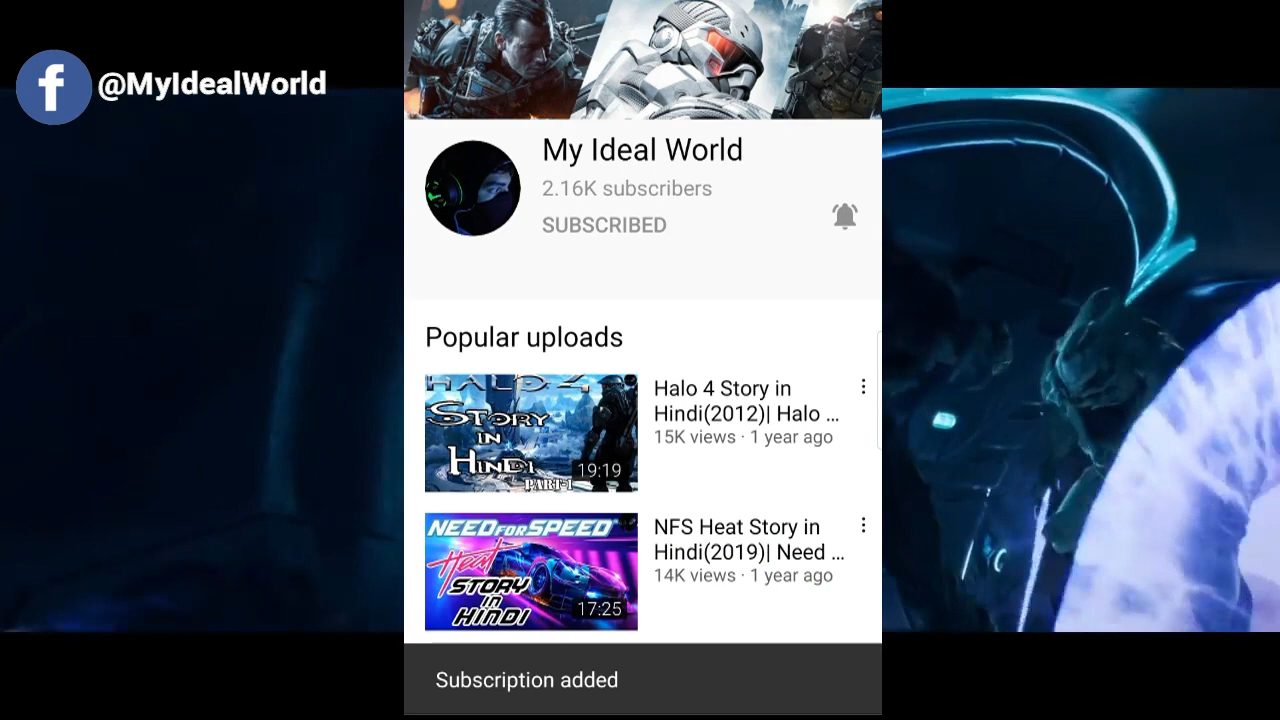 f @MyIdealWorld
My Ideal World
2.16K subscribers
SUBSCRIBED
Popular uploads
HALO 4
STORY
IN
HINDI
PART-1
19:19
Halo 4 Story in
Hindi(2012)| Halo ...
15K views · 1 year ago
NEED FOR SPEED
Heat
STORY
IN
HINDI
17:25
NFS Heat Story in
Hindi(2019)| Need ...
14K views · 1 year ago
Subscription added